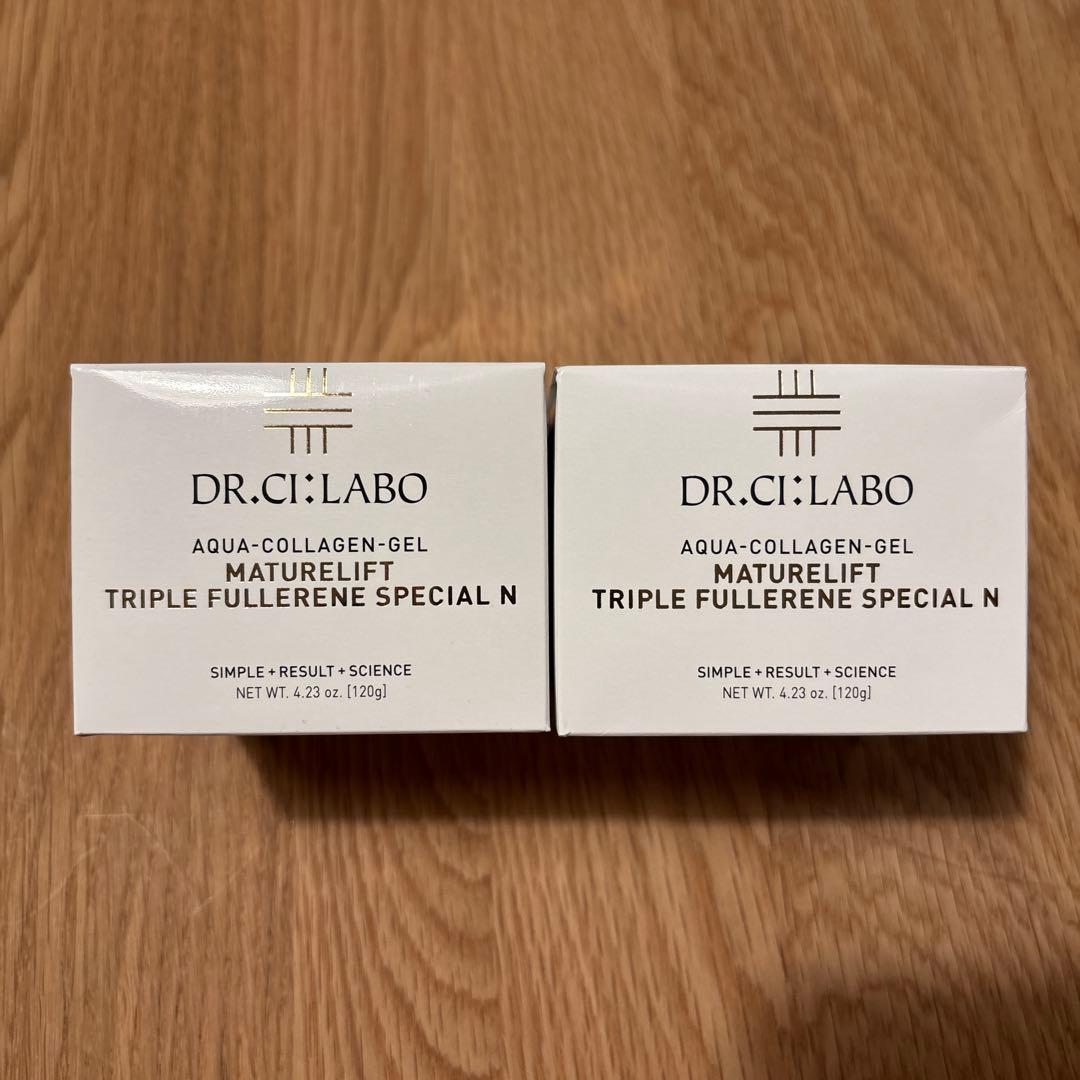 DR.CI:LABO
AQUA-COLLAGEN-GEL
MATURELIFT
TRIPLE FULLERENE SPECIAL N
SIMPLE + RESULT + SCIENCE
NET WT. 4.23 oz. [120g]
DR.CI:LABO
AQUA-COLLAGEN-GEL
MATURELIFT
TRIPLE FULLERENE SPECIAL N
SIMPLE + RESULT + SCIENCE
NET WT. 4.23 oz. [120g]